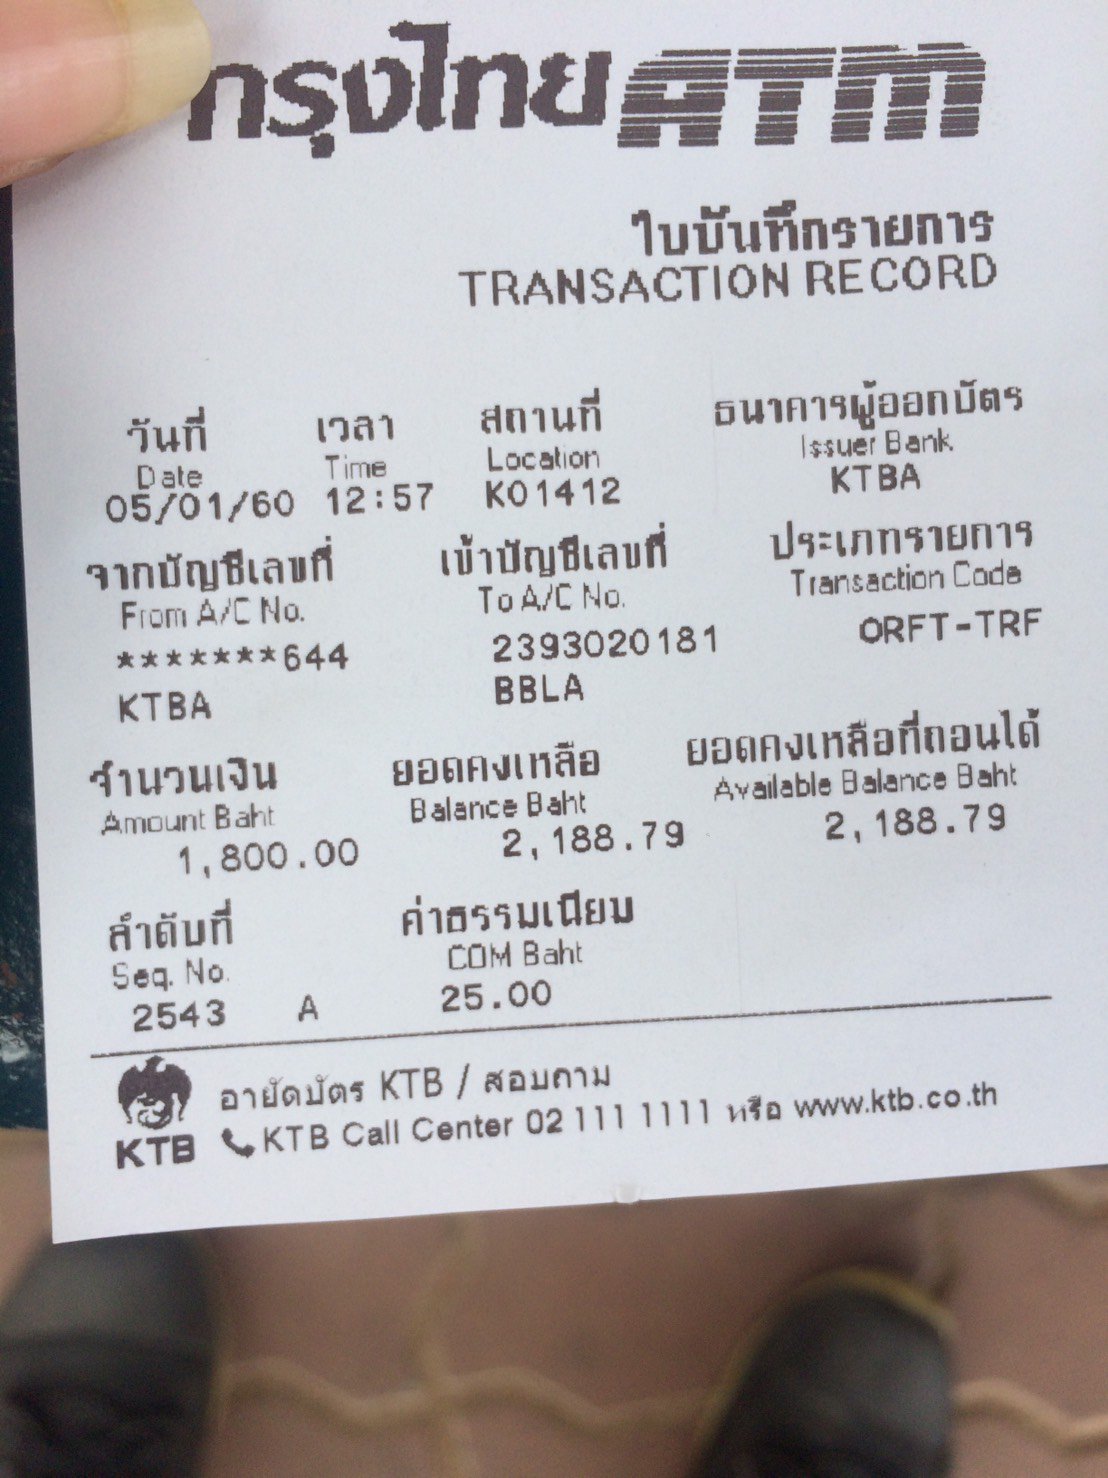 กรุงไทย ATM
ใบบันทึกรายการ
TRANSACTION RECORD
วันที่ เวลา สถานที่ ธนาคารผู้ออกบัตร
Date Time Location Issuer Bank
05/01/60 12:57 K01412 KTBA
จากบัญชีเลขที่ เข้าบัญชีเลขที่ ประเภทรายการ
From A/C No. To A/C No. Transaction Code
*******644 2393020181 ORFT-TRF
KTBA BBLA
จำนวนเงิน ยอดคงเหลือ ยอดคงเหลือที่ถอนได้
Amount Baht Balance Baht Available Balance Baht
1,800.00 2,188.79 2,188.79
ลำดับที่ ค่าธรรมเนียม
Seq. No. COM Baht
2543 A 25.00
อายัดบัตร KTB / สอบถาม
KTB KTB Call Center 02 111 1111 หรือ www.ktb.co.th